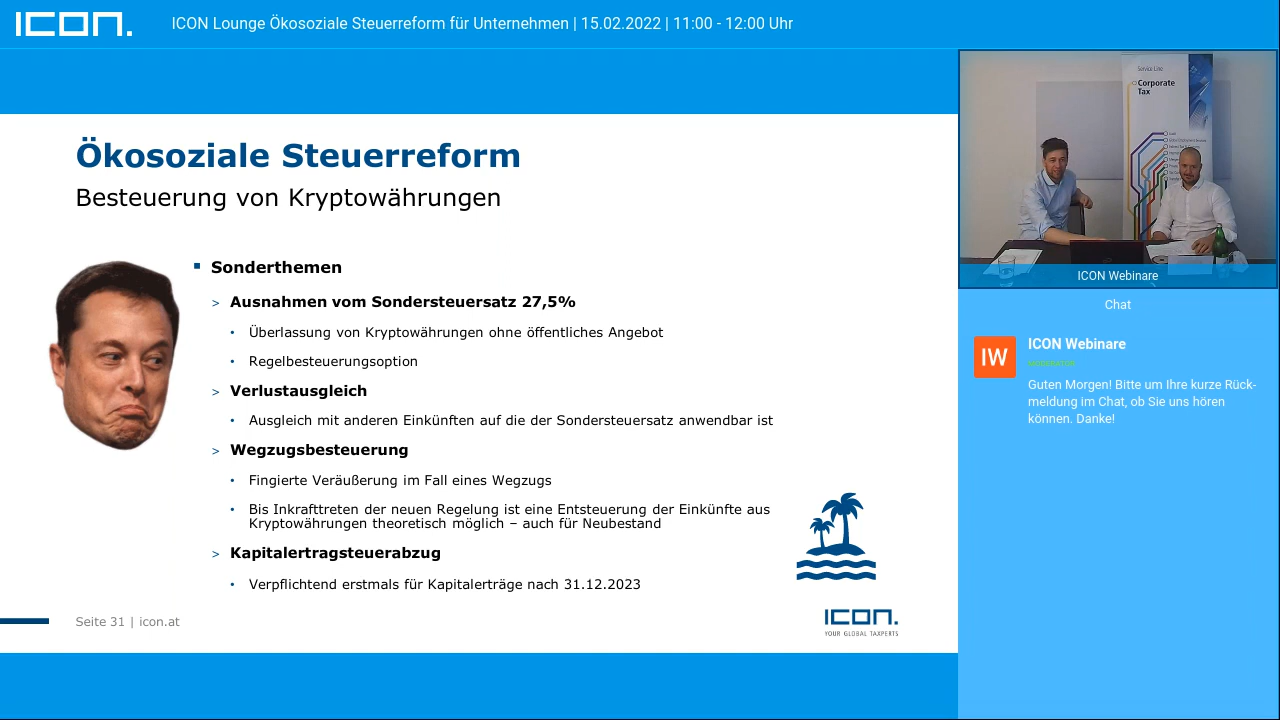 ICON.
ICON Lounge Ökosoziale Steuerreform für Unternehmen | 15.02.2022 | 11:00 - 12:00 Uhr
Ökosoziale Steuerreform
Besteuerung von Kryptowährungen
Sonderthemen
> Ausnahmen vom Sondersteuersatz 27,5%
• Überlassung von Kryptowährungen ohne öffentliches Angebot
• Regelbesteuerungsoption
> Verlustausgleich
• Ausgleich mit anderen Einkünften auf die der Sondersteuersatz anwendbar ist
> Wegzugsbesteuerung
• Fingierte Veräußerung im Fall eines Wegzugs
• Bis Inkrafttreten der neuen Regelung ist eine Entsteuerung der Einkünfte aus
Kryptowährungen theoretisch möglich – auch für Neubestand
> Kapitalertragsteuerabzug
• Verpflichtend erstmals für Kapitalerträge nach 31.12.2023
Seite 31 | icon.at
ICON.
YOUR GLOBAL TAXPERTS
Service Line
Corporate
Tax
ICON Webinare
Chat
IW
ICON Webinare
MODERATOR
Guten Morgen! Bitte um Ihre kurze Rück-
meldung im Chat, ob Sie uns hören
können. Danke!